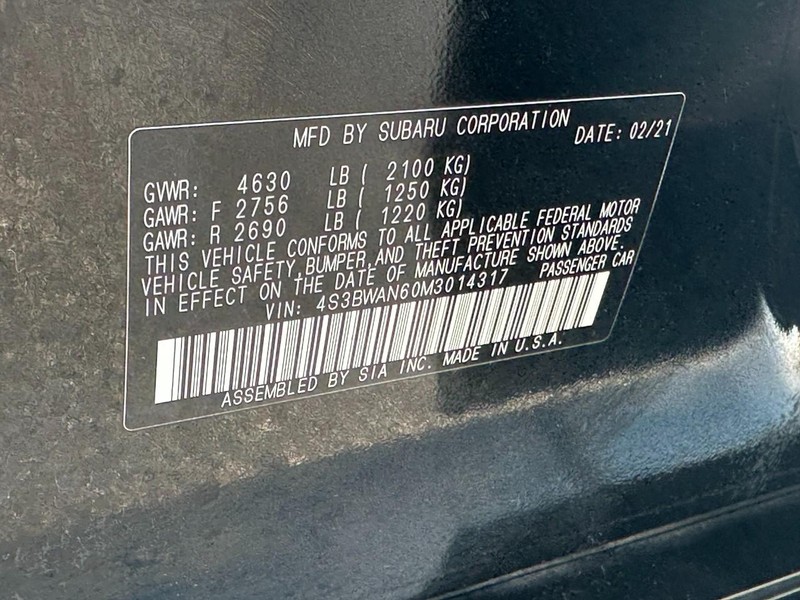 MFD BY SUBARU CORPORATION DATE: 02/21
GVWR: 4630 LB ( 2100 KG)
GAWR: F 2756 LB ( 1250 KG)
GAWR: R 2690 LB ( 1220 KG)
THIS VEHICLE CONFORMS TO ALL APPLICABLE FEDERAL MOTOR
VEHICLE SAFETY, BUMPER, AND THEFT PREVENTION STANDARDS
IN EFFECT ON THE DATE OF MANUFACTURE SHOWN ABOVE.
VIN: 4S3BWAN60M3014317 PASSENGER CAR
ASSEMBLED BY SIA INC. MADE IN U.S.A.